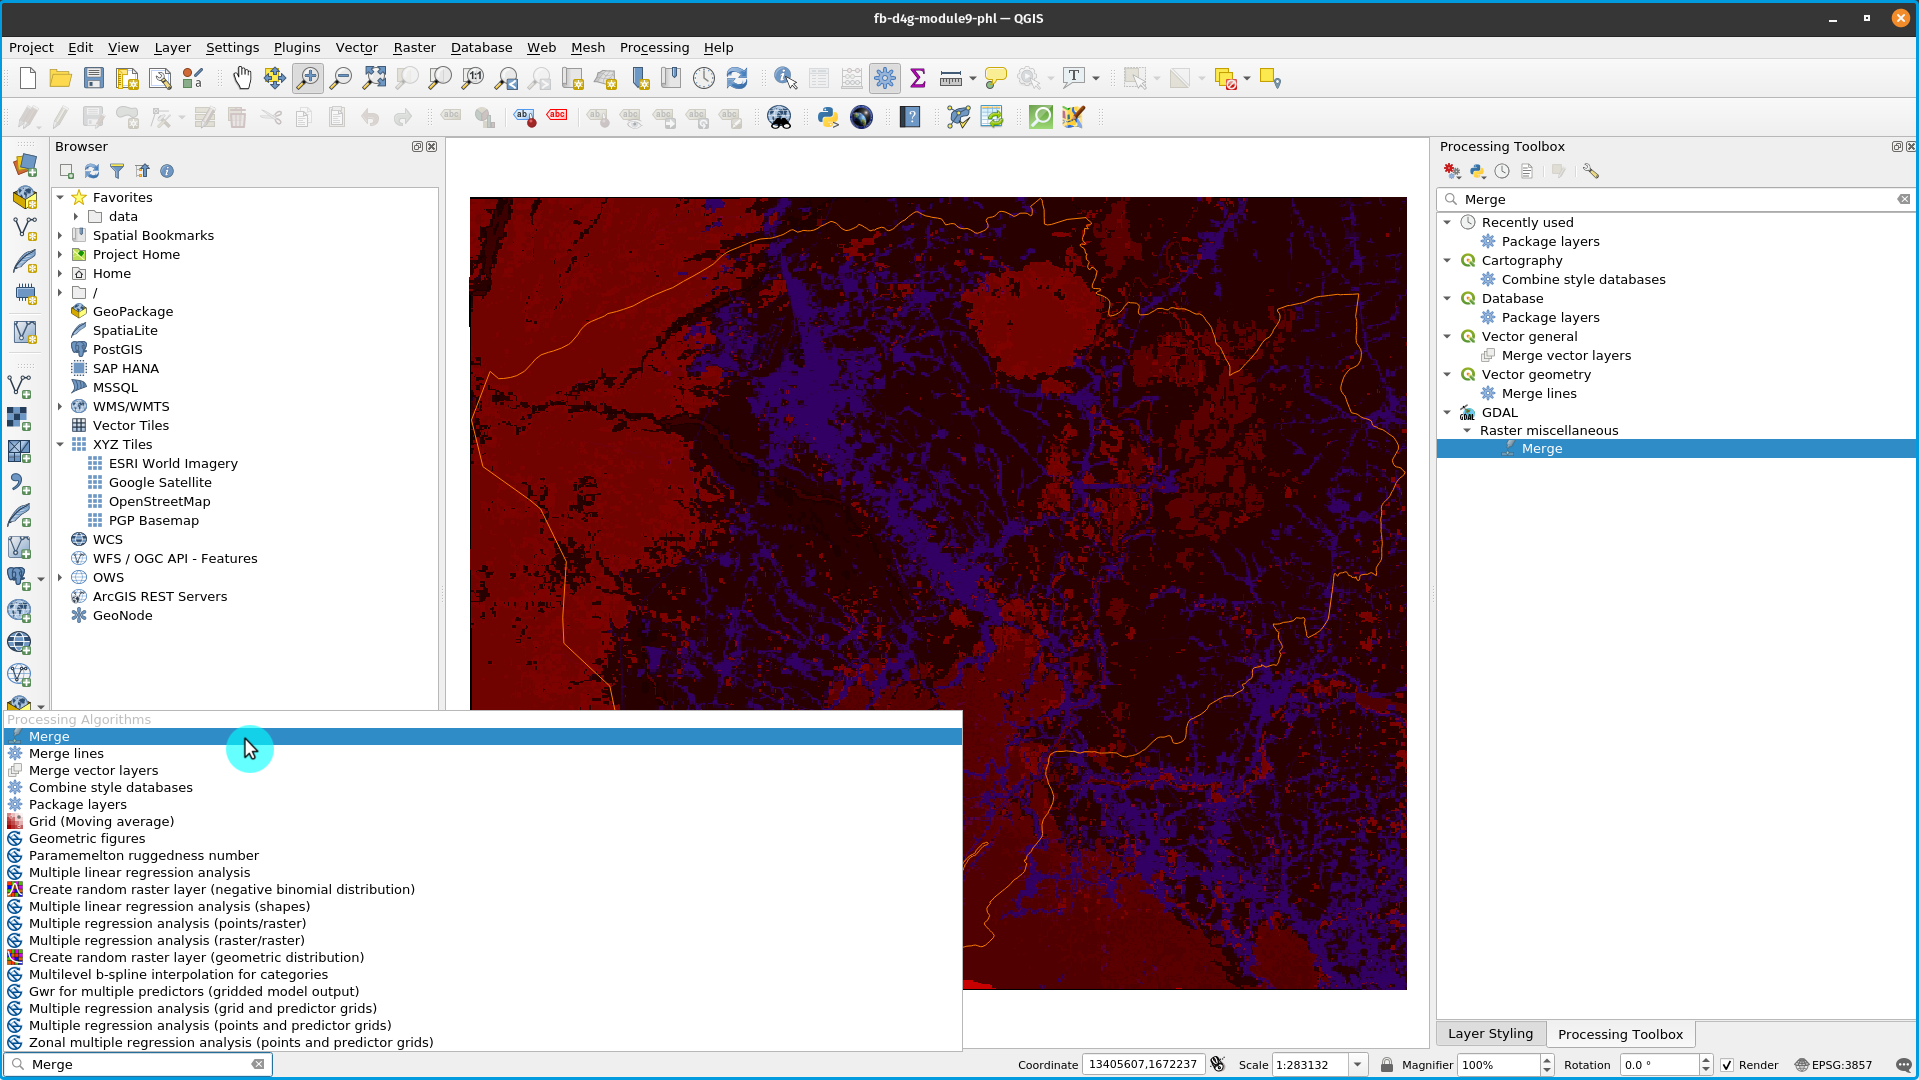 fb-d4g-module9-phl — QGIS
Project Edit View Layer Settings Plugins Vector Raster Database Web Mesh Processing Help
Browser
Favorites
data
Spatial Bookmarks
Project Home
Home
/
GeoPackage
SpatiaLite
PostGIS
SAP HANA
MSSQL
WMS/WMTS
Vector Tiles
XYZ Tiles
ESRI World Imagery
Google Satellite
OpenStreetMap
PGP Basemap
WCS
WFS / OGC API - Features
OWS
ArcGIS REST Servers
GeoNode
Processing Algorithms
Merge
Merge lines
Merge vector layers
Combine style databases
Package layers
Grid (Moving average)
Geometric figures
Paramemelton ruggedness number
Multiple linear regression analysis
Create random raster layer (negative binomial distribution)
Multiple linear regression analysis (shapes)
Multiple regression analysis (points/raster)
Multiple regression analysis (raster/raster)
Create random raster layer (geometric distribution)
Multilevel b-spline interpolation for categories
Gwr for multiple predictors (gridded model output)
Multiple regression analysis (grid and predictor grids)
Multiple regression analysis (points and predictor grids)
Zonal multiple regression analysis (points and predictor grids)
Merge
Processing Toolbox
Merge
Recently used
Package layers
Cartography
Combine style databases
Database
Package layers
Vector general
Merge vector layers
Vector geometry
Merge lines
GDAL
Raster miscellaneous
Merge
Layer Styling Processing Toolbox
Coordinate 13405607,1672237 Scale 1:283132 Magnifier 100% Rotation 0.0 ° Render EPSG:3857